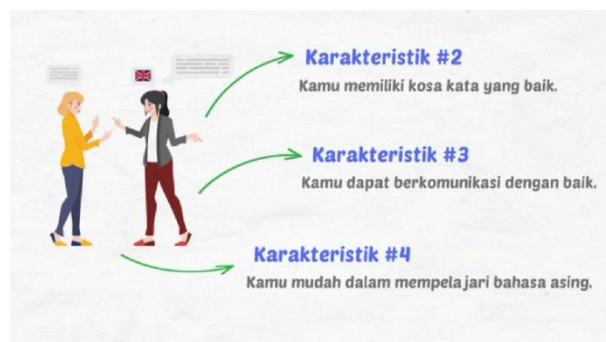 Karakteristik #2
Kamu memiliki kosa kata yang baik.
Karakteristik #3
Kamu dapat berkomunikasi dengan baik.
Karakteristik #4
Kamu mudah dalam mempelajari bahasa asing.